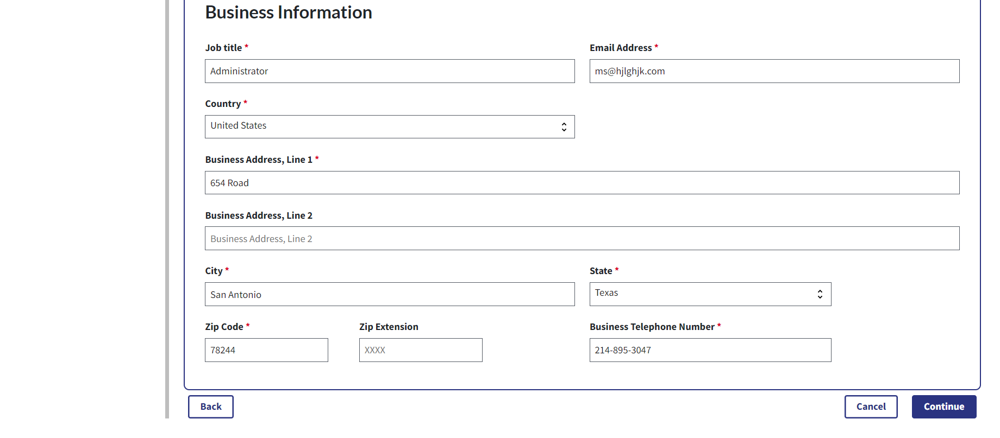 Business Information
Job title *
Email Address *
Administrator
ms@hjlghjk.com
Country *
United States
Business Address, Line 1 *
654 Road
Business Address, Line 2
Business Address, Line 2
City *
State *
San Antonio
Texas
Zip Code *
Zip Extension
Business Telephone Number *
78244
XXXX
214-895-3047
Back
Cancel
Continue